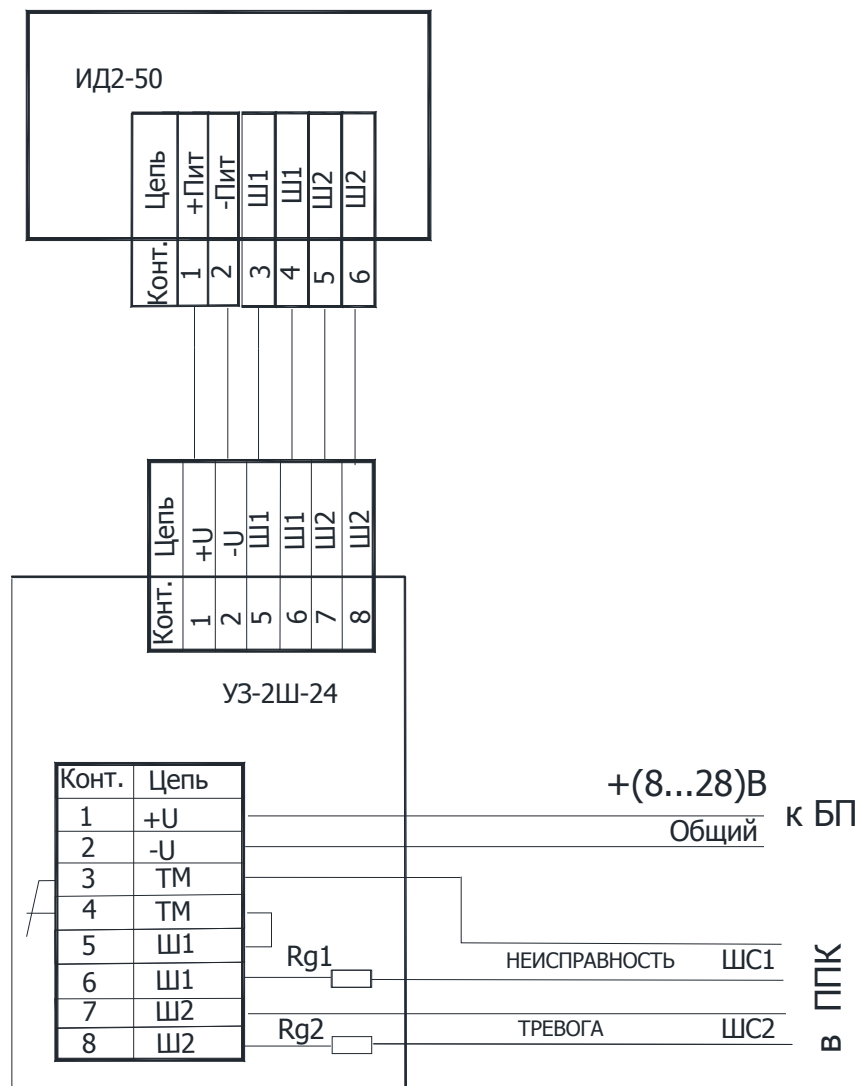 ИД2-50
Цепь +Пит -Пит Ш1 Ш1 Ш2 Ш2
Конт. 1 2 3 4 5 6
Цепь +U -U Ш1 Ш1 Ш2 Ш2
Конт. 1 2 5 6 7 8
УЗ-2Ш-24
Конт. Цепь
1 +U
2 -U
3 ТМ
4 ТМ
5 Ш1
6 Ш1
7 Ш2
8 Ш2
+(8...28)В
Общий
к БП
Rg1
НЕИСПРАВНОСТЬ ШС1
Rg2
ТРЕВОГА ШС2
в ППК